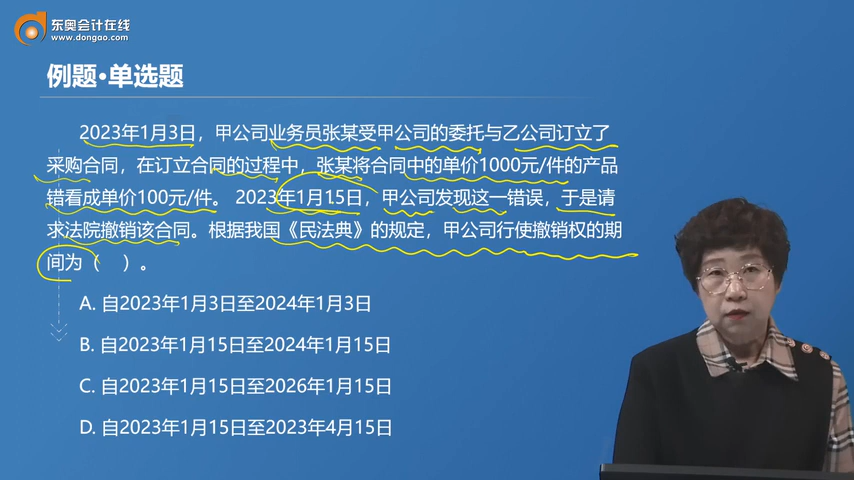 东奥会计在线
www.dongao.com
例题•单选题
2023年1月3日，甲公司业务员张某受甲公司的委托与乙公司订立了
采购合同，在订立合同的过程中，张某将合同中的单价1000元/件的产品
错看成单价100元/件。 2023年1月15日，甲公司发现这一错误，于是请
求法院撤销该合同。根据我国《民法典》的规定，甲公司行使撤销权的期
间为（ ）。
A. 自2023年1月3日至2024年1月3日
B. 自2023年1月15日至2024年1月15日
C. 自2023年1月15日至2026年1月15日
D. 自2023年1月15日至2023年4月15日